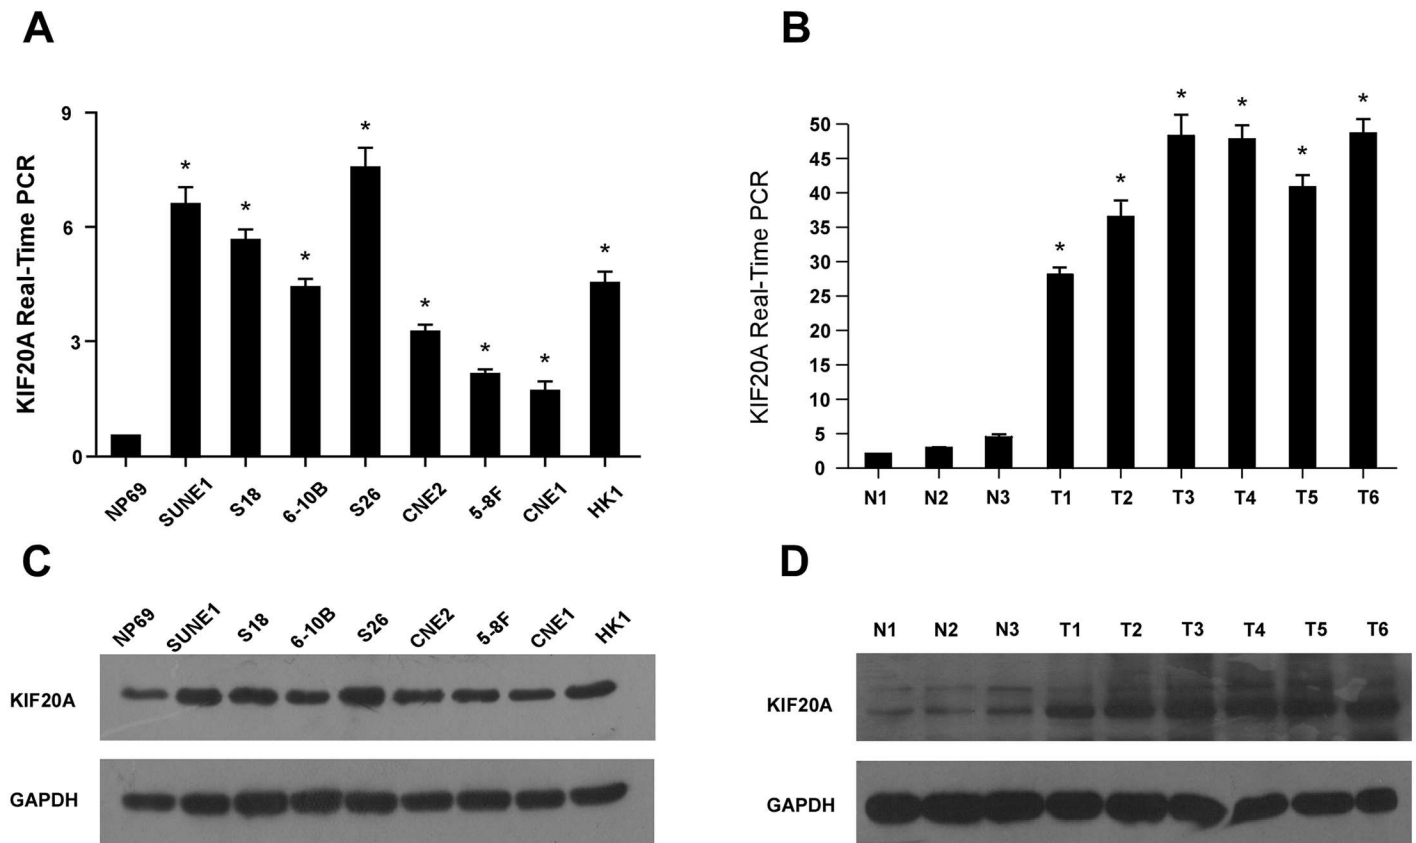 A
B
KIF20A Real-Time PCR
9
6
3
0
* * * * * * * *
NP69 SUNE1 S18 6-10B S26 CNE2 5-8F CNE1 HK1
KIF20A Real-Time PCR
50
45
40
35
30
25
20
15
10
5
0
* * * * * *
N1 N2 N3 T1 T2 T3 T4 T5 T6
C
NP69 SUNE1 S18 6-10B S26 CNE2 5-8F CNE1 HK1
KIF20A
GAPDH
D
N1 N2 N3 T1 T2 T3 T4 T5 T6
KIF20A
GAPDH